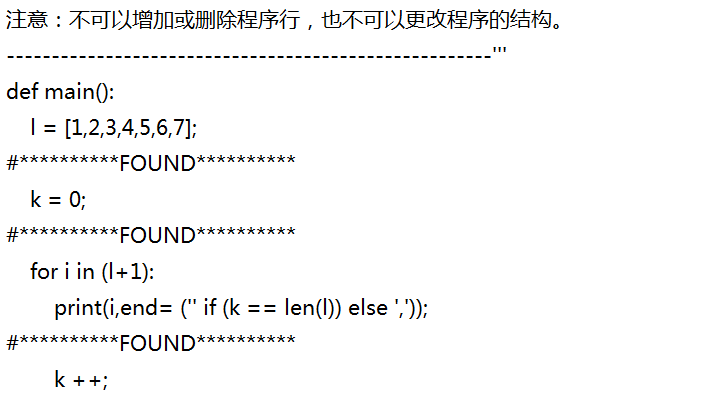 注意：不可以增加或删除程序行，也不可以更改程序的结构。
------------------------------------------------------'''
def main():
    l = [1,2,3,4,5,6,7];
#**********FOUND**********
    k = 0;
#**********FOUND**********
    for i in (l+1):
        print(i,end= ('' if (k == len(l)) else ','));
#**********FOUND**********
        k ++;